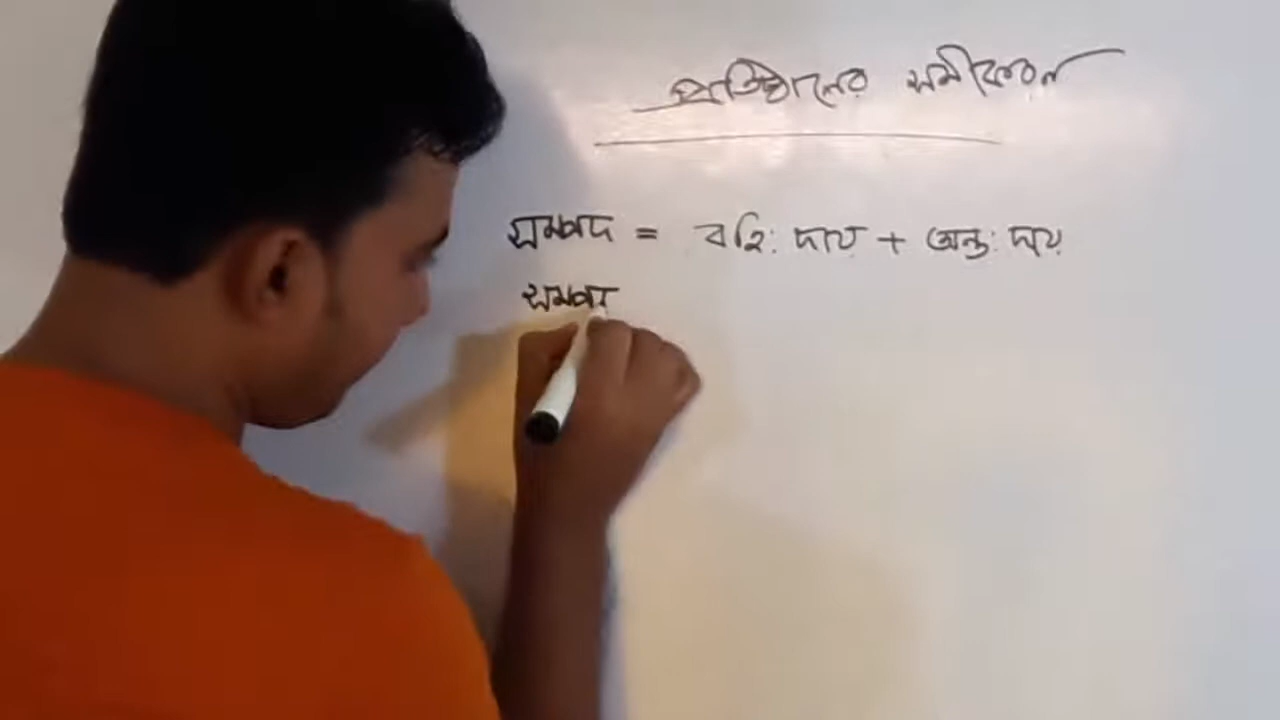 প্রতিষ্ঠানের সমীকরণ
সম্পদ = বহি: দায় + অন্ত: দায়
সম্পদ